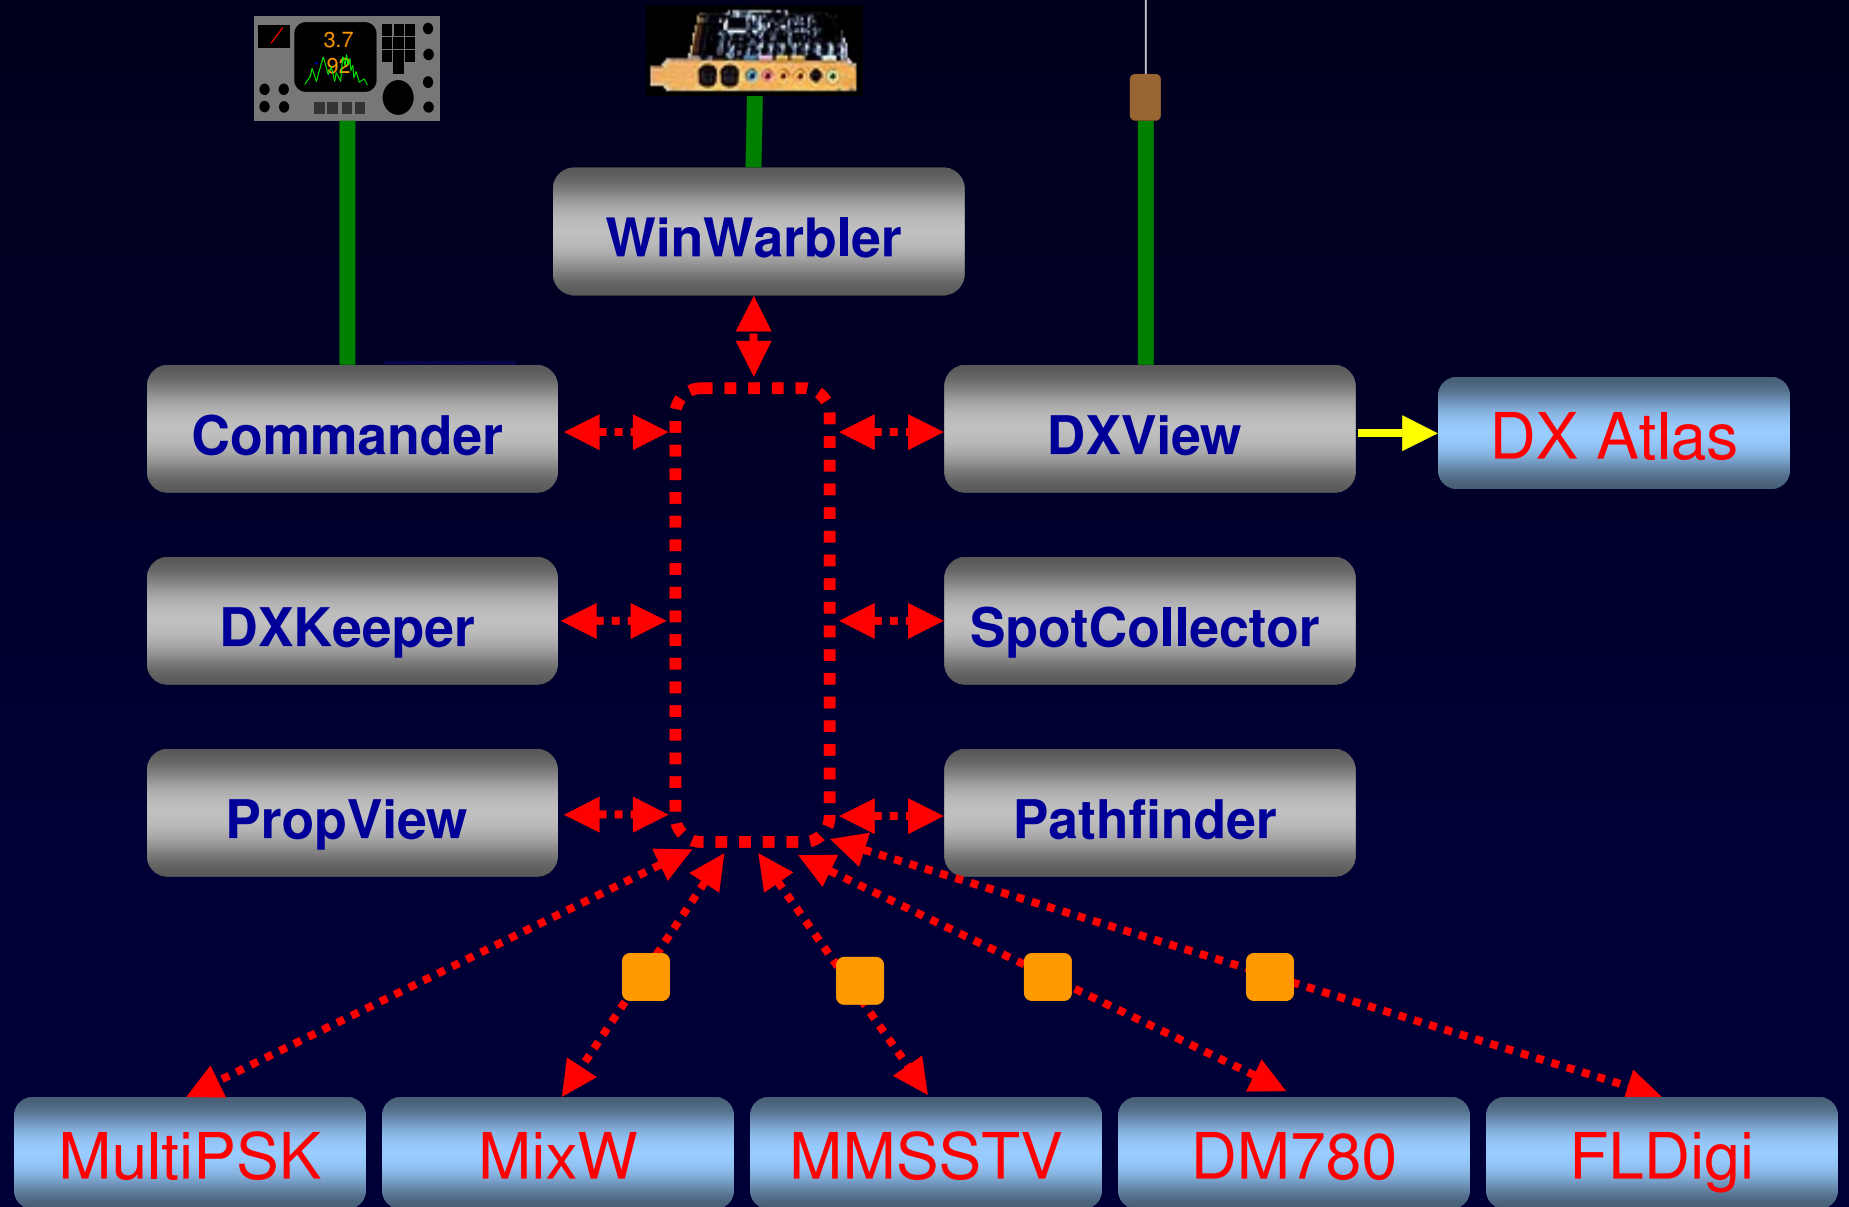 3.7
92
WinWarbler
Commander
DXView
DX Atlas
DXKeeper
SpotCollector
PropView
Pathfinder
MultiPSK
MixW
MMSSTV
DM780
FLDigi